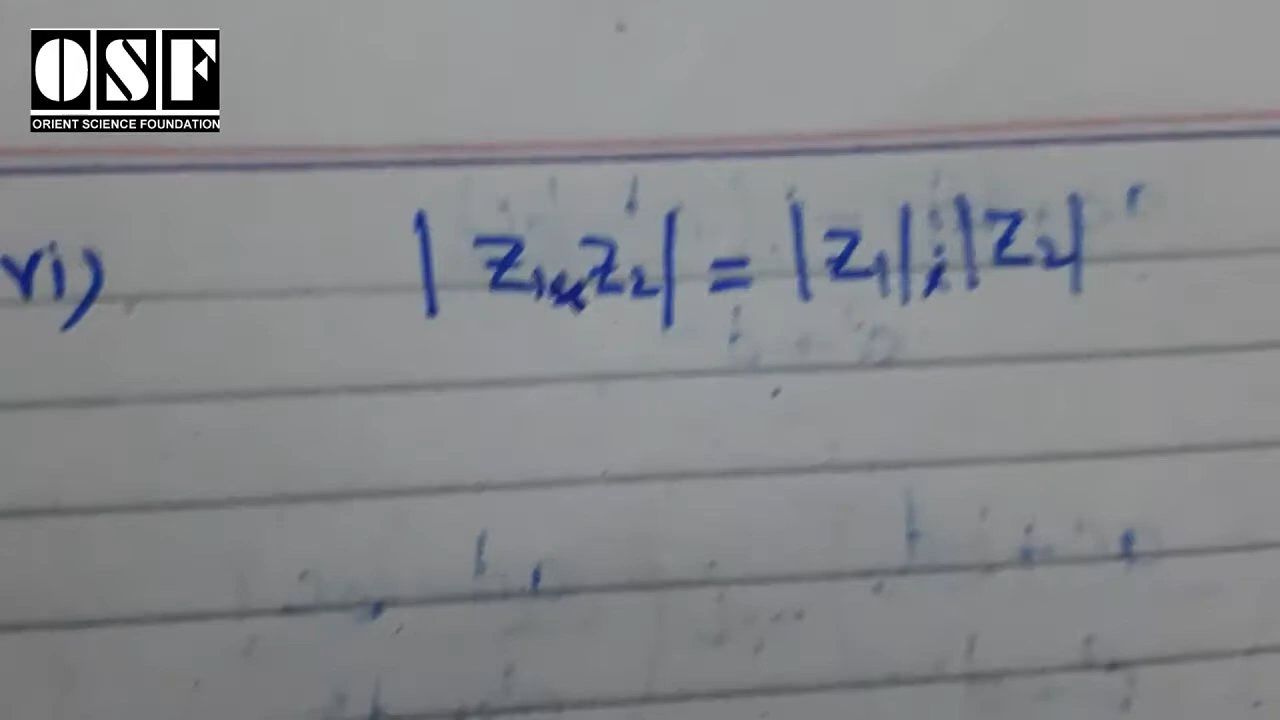 OSF
ORIENT SCIENCE FOUNDATION
vi) |Z₁ × Z₂| = |Z₁| . |Z₂|